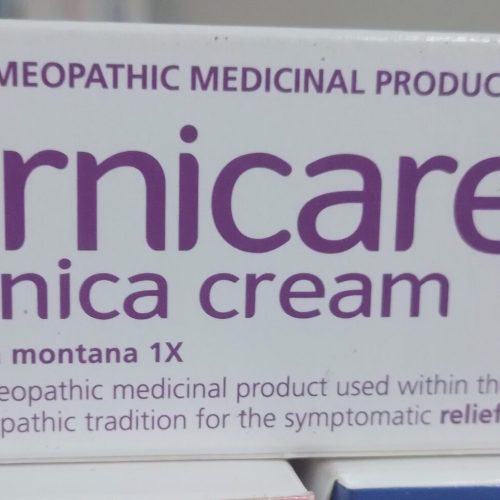 MEOPATHIC MEDICINAL PRODUC
rnicare
nica cream
montana 1X
eopathic medicinal product used within th
pathic tradition for the symptomatic relief